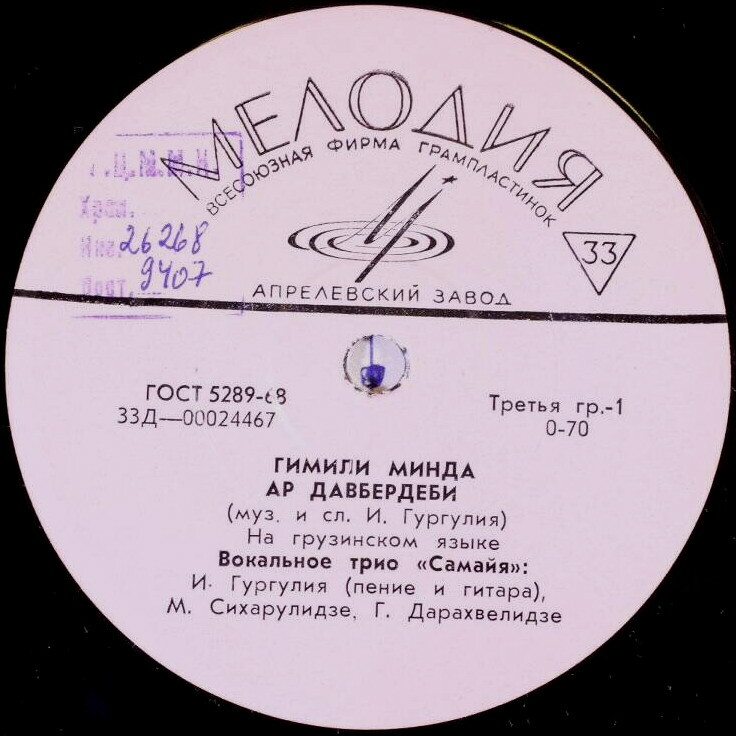 МЕЛОДИЯ
ВСЕСОЮЗНАЯ ФИРМА ГРАМПЛАСТИНОК
33
АПРЕЛЕВСКИЙ ЗАВОД
26268
9407
ГОСТ 5289-68
33Д—00024467
Третья гр.-1
0-70
ГИМИЛИ МИНДА
АР ДАВБЕРДЕБИ
(муз. и сл. И. Гургулия)
На грузинском языке
Вокальное трио «Самайя»:
И. Гургулия (пение и гитара),
М. Сихарулидзе, Г. Дарахвелидзе